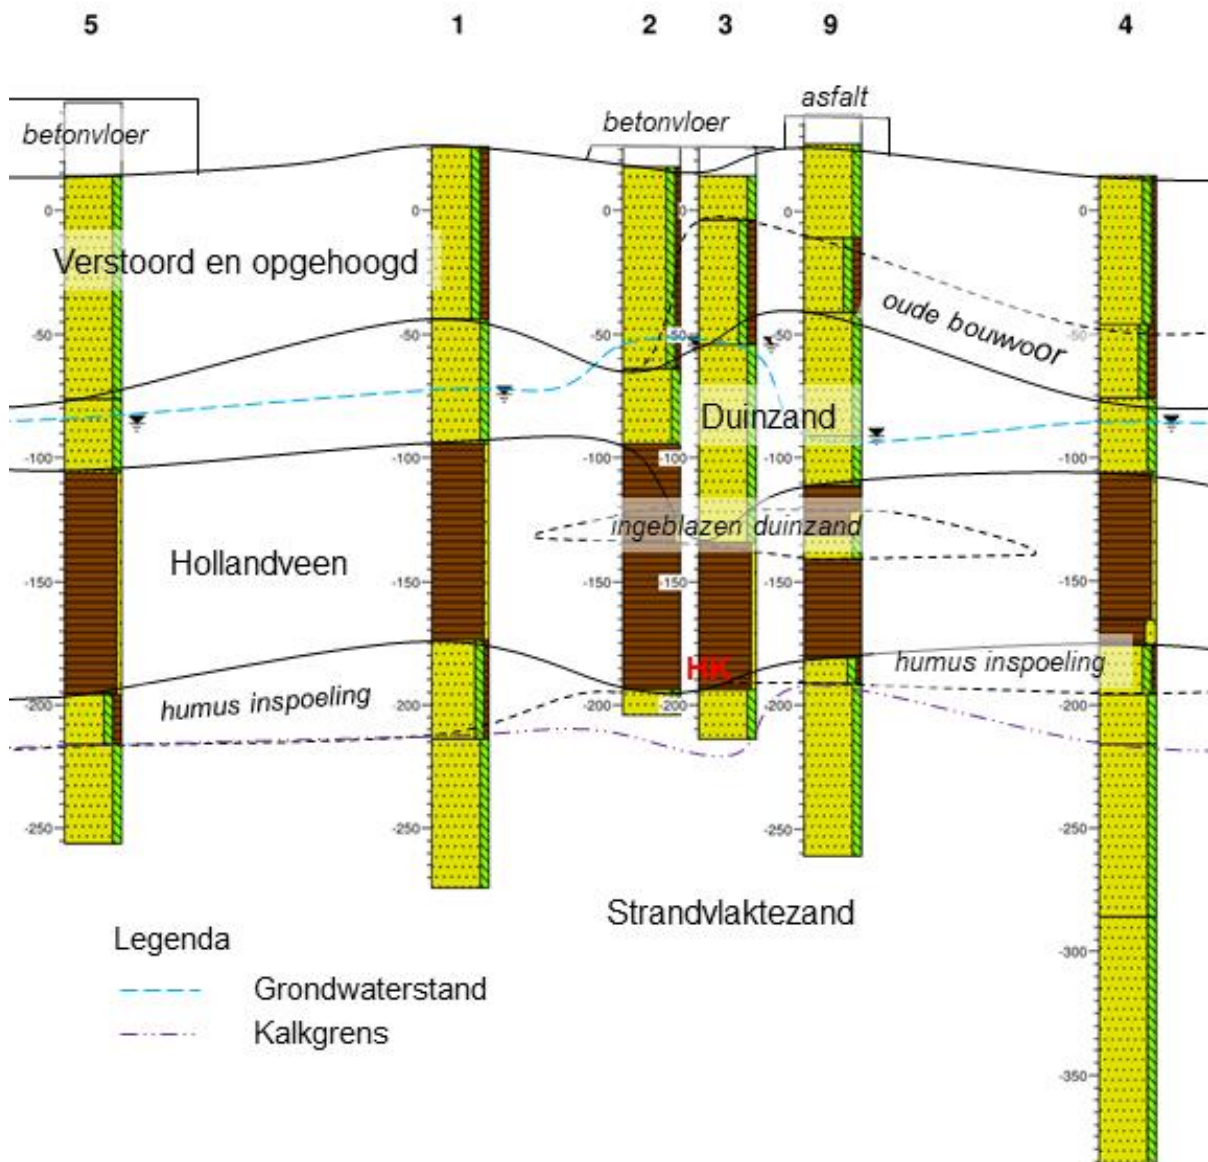 5 1 2 3 9 4
asfalt
betonvloer betonvloer
0 0 0 0 0
Verstoord en opgehoogd
oude bouwvoor
-50 -50 -50 -50 -50 -50
Duinzand
-100 -100 -100 -100 -100 -100
ingeblazen duinzand
Hollandveen
-150 -150 -150 -150 -150 -150
HK
humus inspoeling humus inspoeling
-200 -200 -200 -200 -200 -200
-250 -250 -250 -250
Strandvlaktezand
Legenda
-300
Grondwaterstand
Kalkgrens
-350